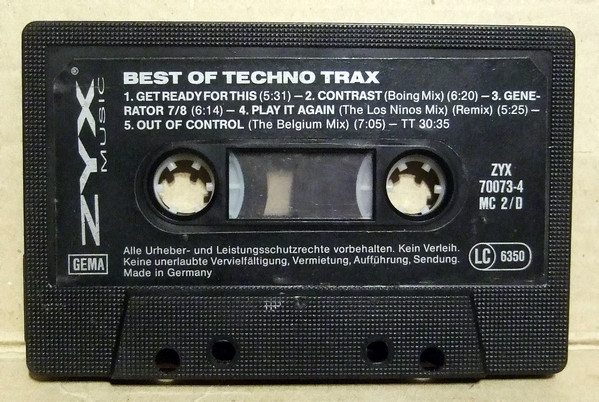 ZYX®
MUSIC
BEST OF TECHNO TRAX
1. GET READY FOR THIS (5:31) – 2. CONTRAST (Boing Mix) (6:20) – 3. GENE-
RATOR 7/8 (6:14) – 4. PLAY IT AGAIN (The Los Ninos Mix) (Remix) (5:25) –
5. OUT OF CONTROL (The Belgium Mix) (7:05) – TT 30:35
ZYX
70073-4
MC 2/D
Alle Urheber- und Leistungsschutzrechte vorbehalten. Kein Verleih.
Keine unerlaubte Vervielfältigung, Vermietung, Aufführung, Sendung.
Made in Germany
GEMA
LC 6350